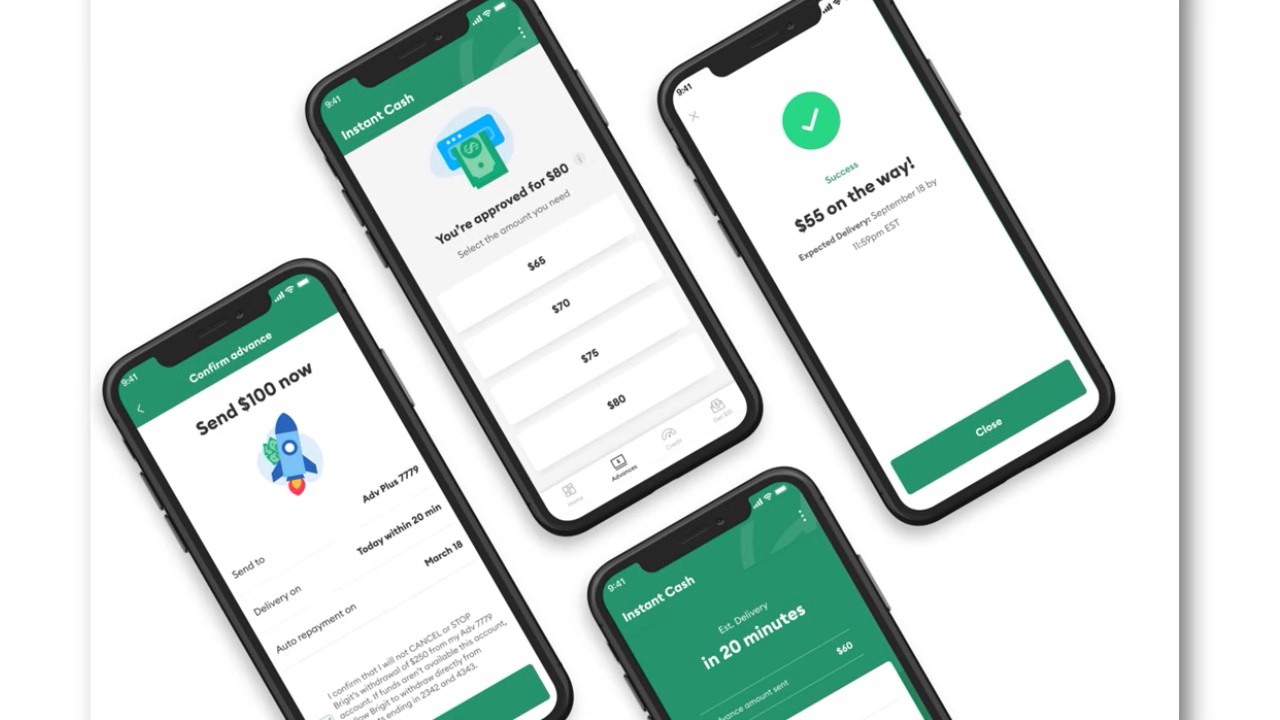 9:41
Confirm advance
Send $100 now
Send to Adv Plus 7779
Delivery on Today within 20 min
Auto repayment on March 18
I confirm that I will not CANCEL or STOP
Brigit's withdrawal of $250 from my Adv 7779
account. If funds aren't available this account,
Brigit to withdraw directly from
ending in 2342 and 4343.
9:41
Instant Cash
You're approved for $80
Select the amount you need
$65
$70
$75
$80
Home
Advances
Credit
Get $10
9:41
Success
$55 on the way!
Expected Delivery: September 18 by
11:59pm EST
Close
9:41
Instant Cash
Est. Delivery
in 20 minutes
amount sent $60